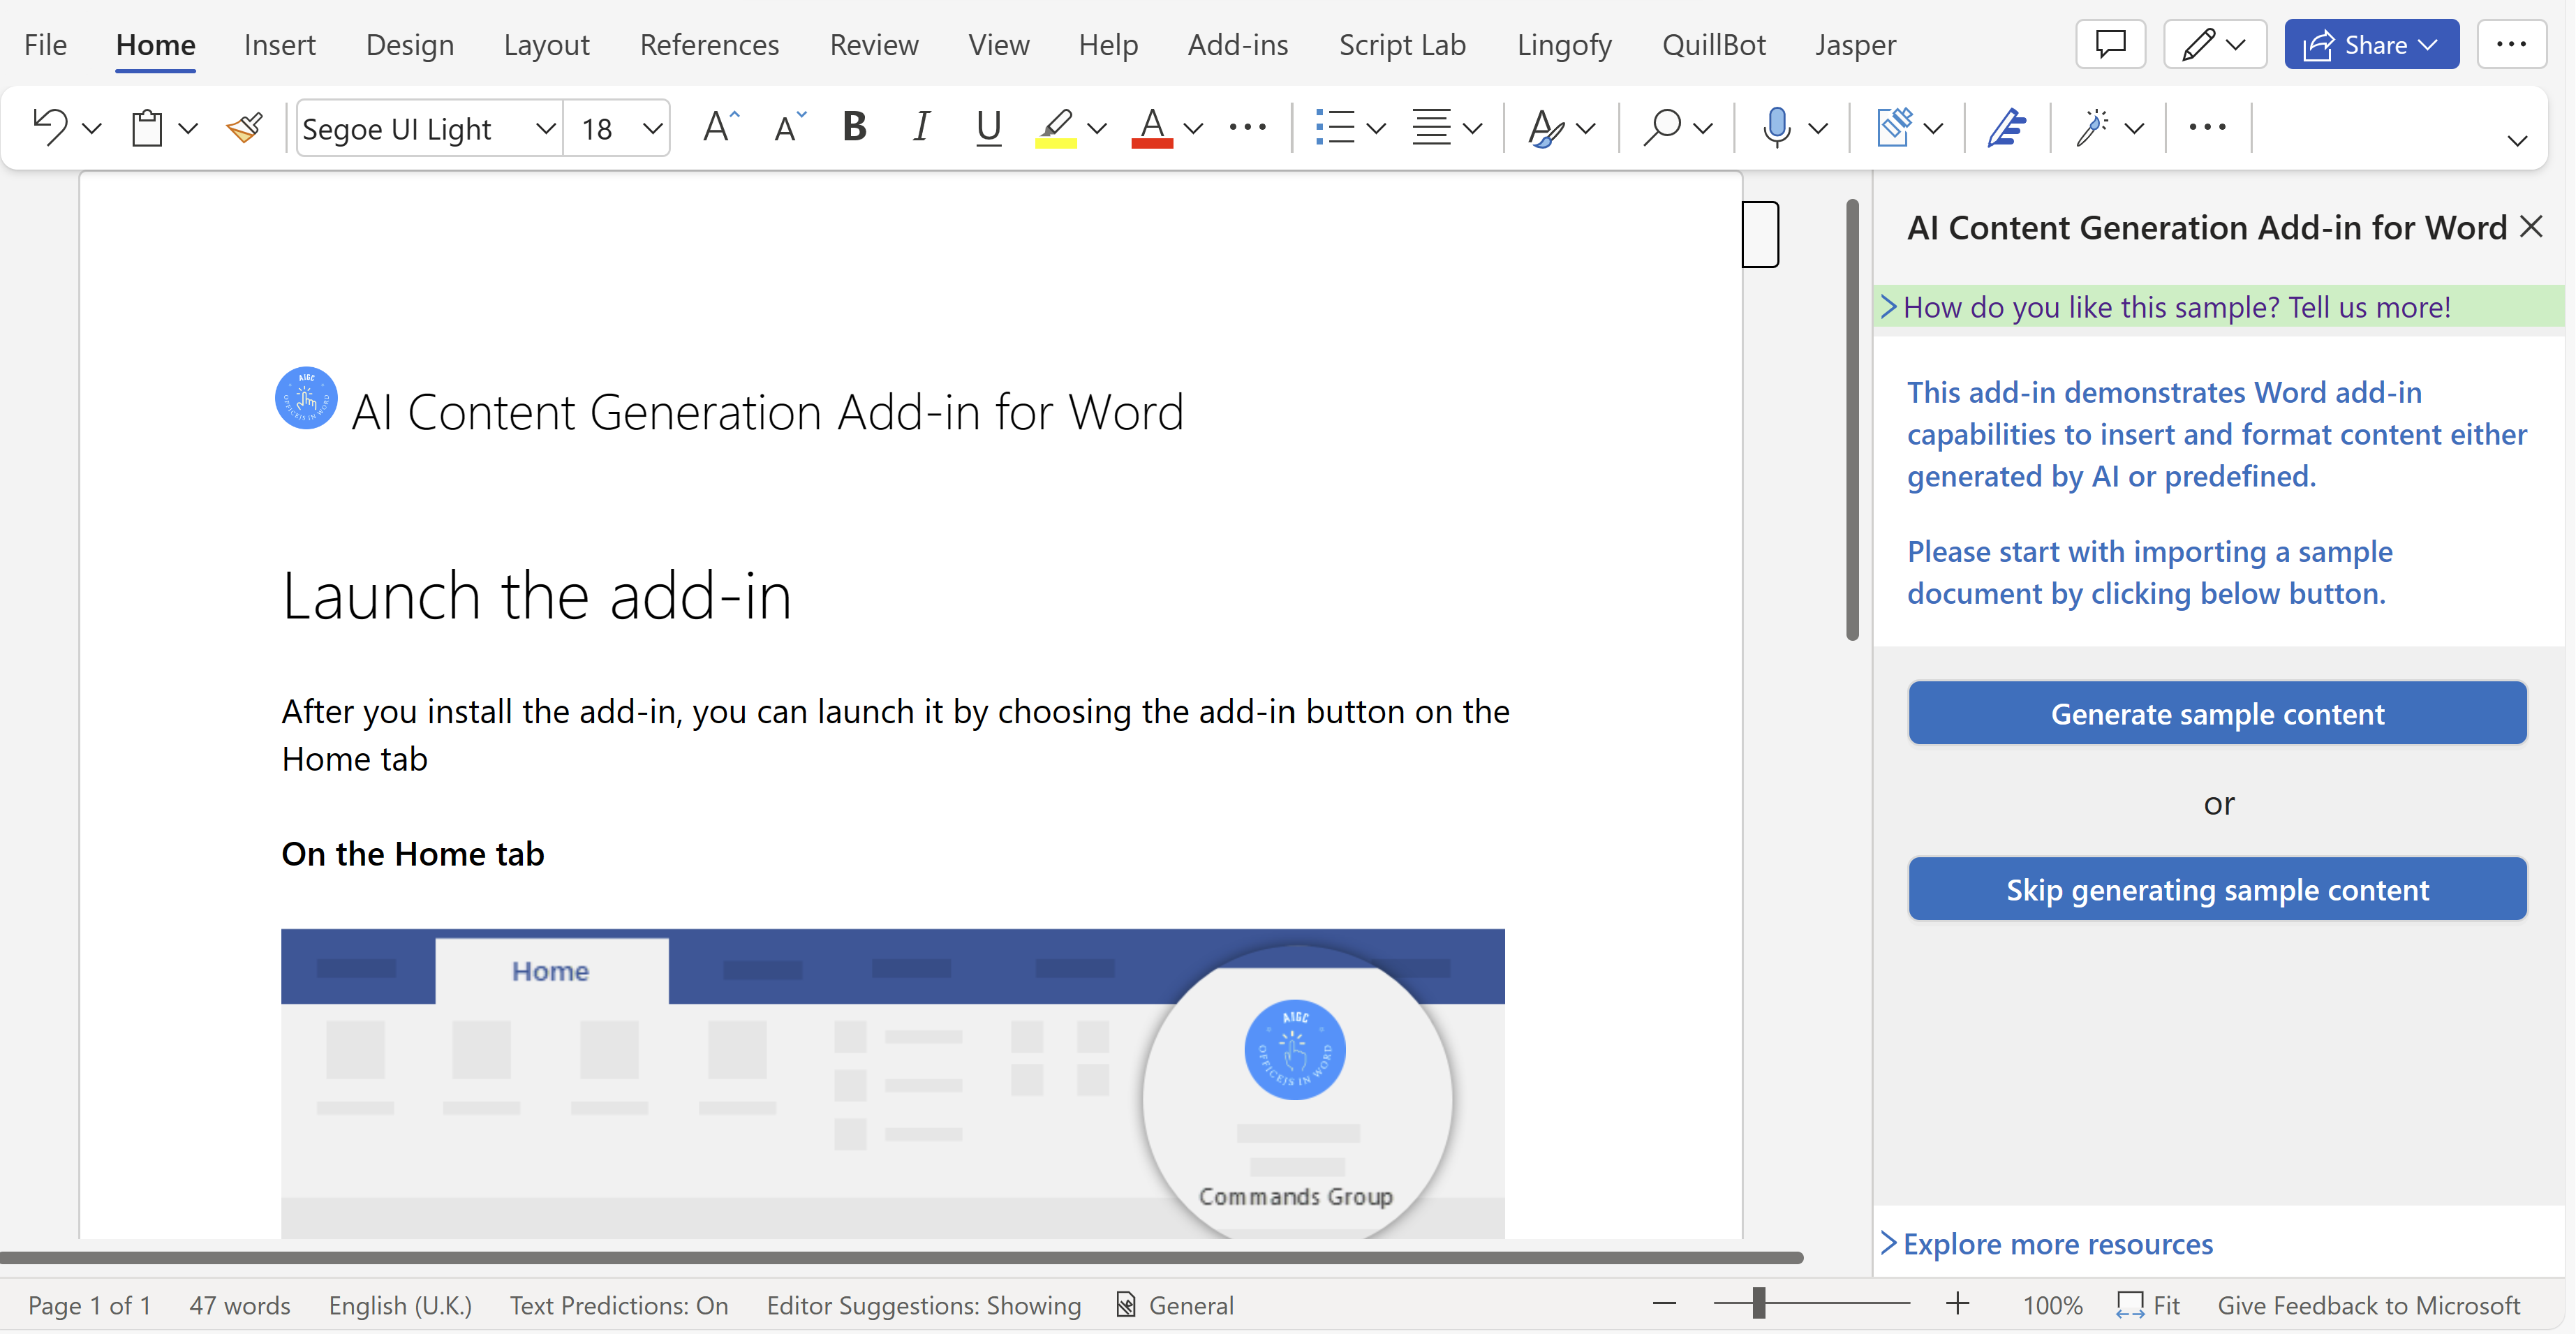 File Home Insert Design Layout References Review View Help Add-ins Script Lab Lingofy QuillBot Jasper Share
Segoe UI Light 18
AI Content Generation Add-in for Word
Launch the add-in
After you install the add-in, you can launch it by choosing the add-in button on the
Home tab
On the Home tab
Home
AIGC
OFFICEJS IN WORD
Commands Group
AI Content Generation Add-in for Word
How do you like this sample? Tell us more!
This add-in demonstrates Word add-in
capabilities to insert and format content either
generated by AI or predefined.
Please start with importing a sample
document by clicking below button.
Generate sample content
or
Skip generating sample content
Explore more resources
Page 1 of 1 47 words English (U.K.) Text Predictions: On Editor Suggestions: Showing General 100% Fit Give Feedback to Microsoft